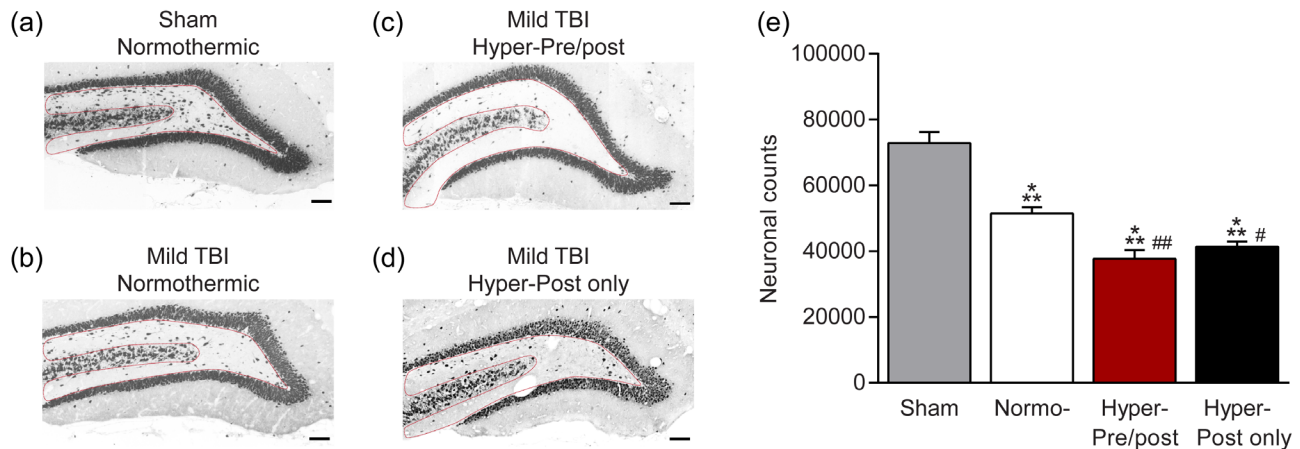 (a)
Sham
Normothermic
(b)
Mild TBI
Normothermic
(c)
Mild TBI
Hyper-Pre/post
(d)
Mild TBI
Hyper-Post only
(e)
Neuronal counts
100000
80000
60000
40000
20000
0
*
**
*
** ##
*
** #
Sham
Normo-
Hyper-
Pre/post
Hyper-
Post only